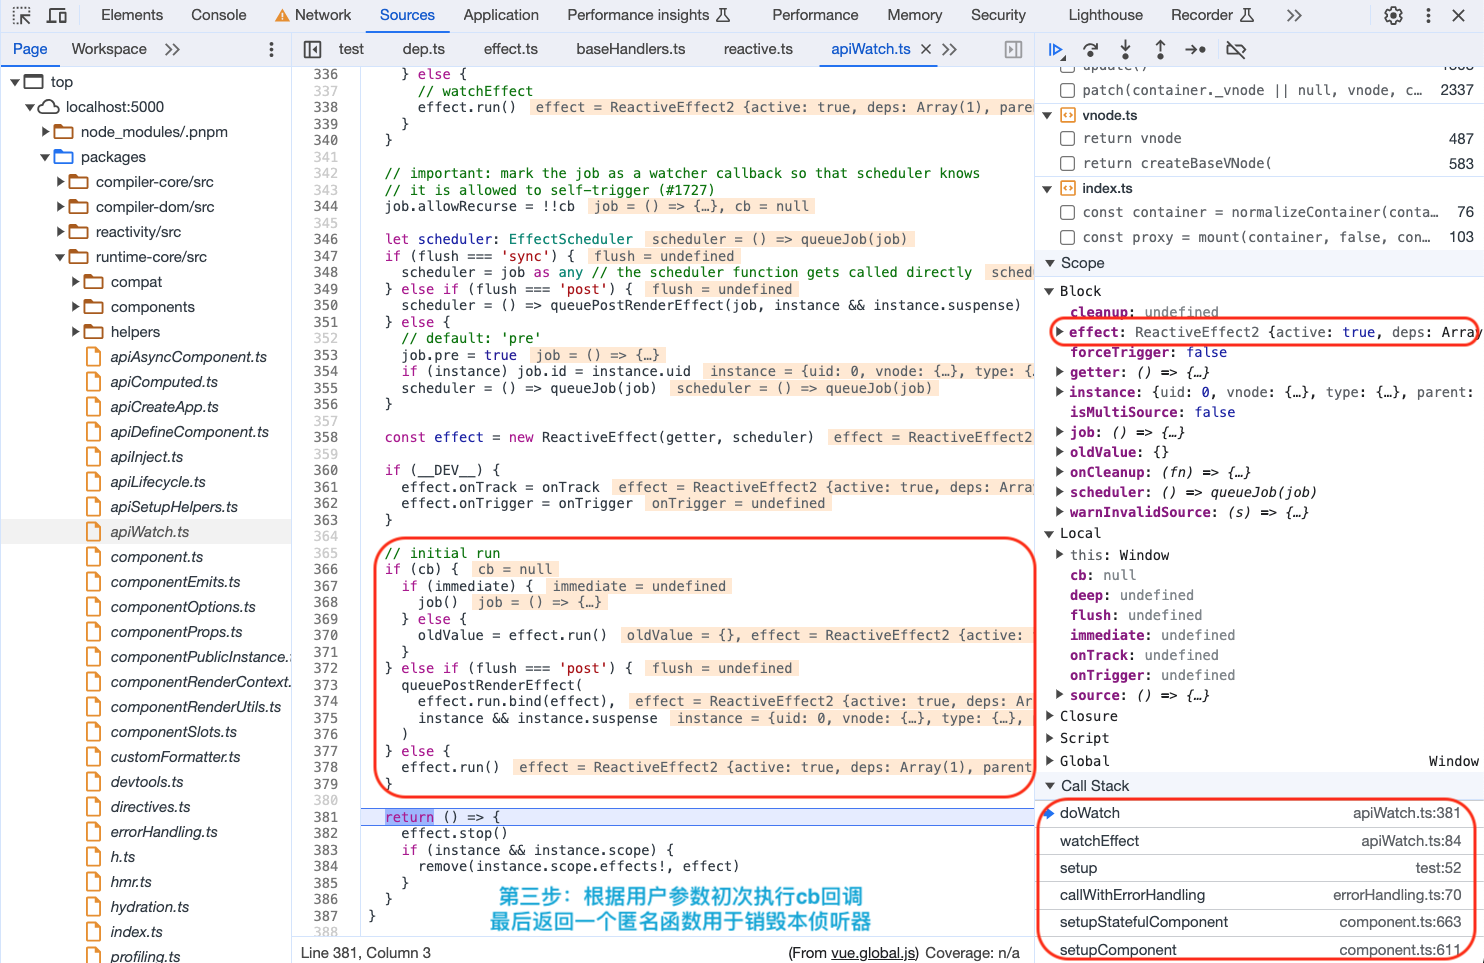 Elements Console Network Sources Application Performance insights Performance Memory Security Lighthouse Recorder
Page Workspace
test dep.ts effect.ts baseHandlers.ts reactive.ts apiWatch.ts
top
localhost:5000
node_modules/.pnpm
packages
compiler-core/src
compiler-dom/src
reactivity/src
runtime-core/src
compat
components
helpers
apiAsyncComponent.ts
apiComputed.ts
apiCreateApp.ts
apiDefineComponent.ts
apiInject.ts
apiLifecycle.ts
apiSetupHelpers.ts
apiWatch.ts
component.ts
componentEmits.ts
componentOptions.ts
componentProps.ts
componentPublicInstance.
componentRenderContext.
componentRenderUtils.ts
componentSlots.ts
customFormatter.ts
devtools.ts
directives.ts
errorHandling.ts
h.ts
hmr.ts
hydration.ts
index.ts
profiling.ts
336 } else {
337 // watchEffect
338 effect.run() effect = ReactiveEffect2 {active: true, deps: Array(1), pare
339 }
340 }
341
342 // important: mark the job as a watcher callback so that scheduler knows
343 // it is allowed to self-trigger (#1727)
344 job.allowRecurse = !!cb job = () => {…}, cb = null
345
346 let scheduler: EffectScheduler scheduler = () => queueJob(job)
347 if (flush === 'sync') { flush = undefined
348 scheduler = job as any // the scheduler function gets called directly sched
349 } else if (flush === 'post') { flush = undefined
350 scheduler = () => queuePostRenderEffect(job, instance && instance.suspense)
351 } else {
352 // default: 'pre'
353 job.pre = true job = () => {…}
354 if (instance) job.id = instance.uid instance = {uid: 0, vnode: {…}, type: {…
355 scheduler = () => queueJob(job) scheduler = () => queueJob(job)
356 }
357
358 const effect = new ReactiveEffect(getter, scheduler) effect = ReactiveEffect2
359
360 if (__DEV__) {
361 effect.onTrack = onTrack effect = ReactiveEffect2 {active: true, deps: Arra
362 effect.onTrigger = onTrigger onTrigger = undefined
363 }
364
365 // initial run
366 if (cb) { cb = null
367 if (immediate) { immediate = undefined
368 job() job = () => {…}
369 } else {
370 oldValue = effect.run() oldValue = {}, effect = ReactiveEffect2 {active:
371 }
372 } else if (flush === 'post') { flush = undefined
373 queuePostRenderEffect(
374 effect.run.bind(effect), effect = ReactiveEffect2 {active: true, deps: Ar
375 instance && instance.suspense instance = {uid: 0, vnode: {…}, type: {…},
376 )
377 } else {
378 effect.run() effect = ReactiveEffect2 {active: true, deps: Array(1), parent
379 }
380
381 return () => {
382 effect.stop()
383 if (instance && instance.scope) {
384 remove(instance.scope.effects!, effect)
385 }
386 }
387 }
388
第三步：根据用户参数初次执行cb回调
最后返回一个匿名函数用于销毁本侦听器
Line 381, Column 3 (From vue.global.js) Coverage: n/a
patch(container._vnode || null, vnode, c… 2337
vnode.ts
return vnode 487
return createBaseVNode( 583
index.ts
const container = normalizeContainer(conta… 76
const proxy = mount(container, false, con… 103
Scope
Block
cleanup: undefined
effect: ReactiveEffect2 {active: true, deps: Array
forceTrigger: false
getter: () => {…}
instance: {uid: 0, vnode: {…}, type: {…}, parent:
isMultiSource: false
job: () => {…}
oldValue: {}
onCleanup: (fn) => {…}
scheduler: () => queueJob(job)
warnInvalidSource: (s) => {…}
Local
this: Window
cb: null
deep: undefined
flush: undefined
immediate: undefined
onTrack: undefined
onTrigger: undefined
source: () => {…}
Closure
Script
Global Window
Call Stack
doWatch apiWatch.ts:381
watchEffect apiWatch.ts:84
setup test:52
callWithErrorHandling errorHandling.ts:70
setupStatefulComponent component.ts:663
setupComponent component.ts:611